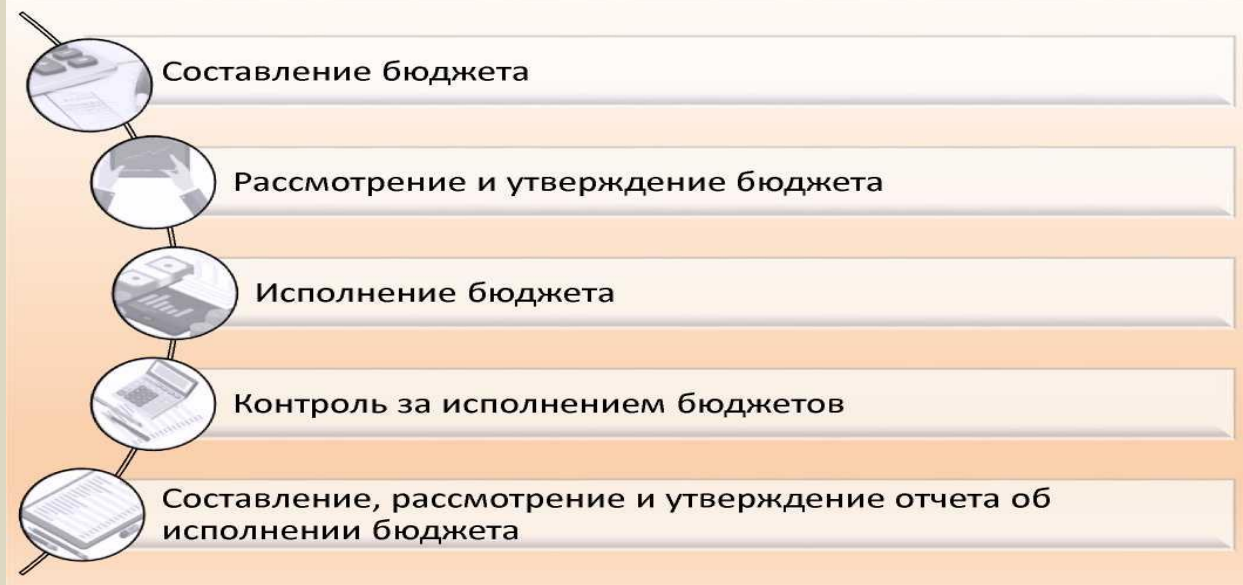 Составление бюджета
Рассмотрение и утверждение бюджета
Исполнение бюджета
Контроль за исполнением бюджетов
Составление, рассмотрение и утверждение отчета об
исполнении бюджета